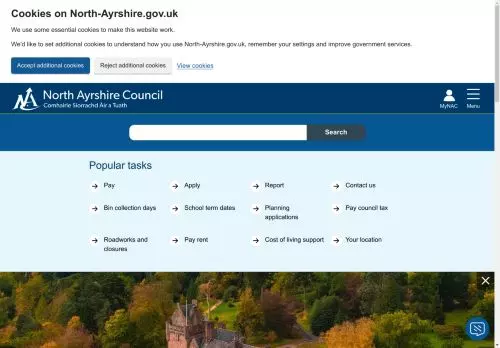 Cookies on North-Ayrshire.gov.uk
We use some essential cookies to make this website work.
We'd like to set additional cookies to understand how you use North-Ayrshire.gov.uk, remember your settings and improve government services.
Accept additional cookies
Reject additional cookies
View cookies
North Ayrshire Council
Comhairle Siorrachd Àir a Tuath
MyNAC
Menu
Search
Popular tasks
Pay
Apply
Report
Contact us
Bin collection days
School term dates
Planning
applications
Pay council tax
Roadworks and
closures
Pay rent
Cost of living support
Your location